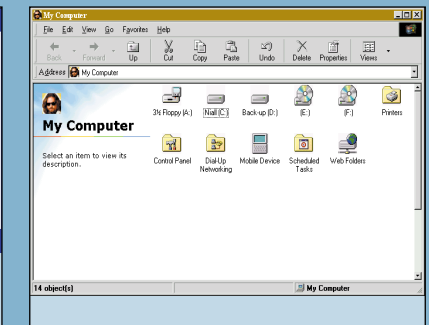 My Computer
File Edit View Go Favorites Help
Back Forward Up Cut Copy Paste Undo Delete Properties Views
Address My Computer
My Computer
Select an item to view its
description.
3½ Floppy (A:) Niall (C:) Back-up (D:) (E:) (F:) Printers
Control Panel Dial-Up
Networking Mobile Device Scheduled
Tasks Web Folders
14 object(s) My Computer